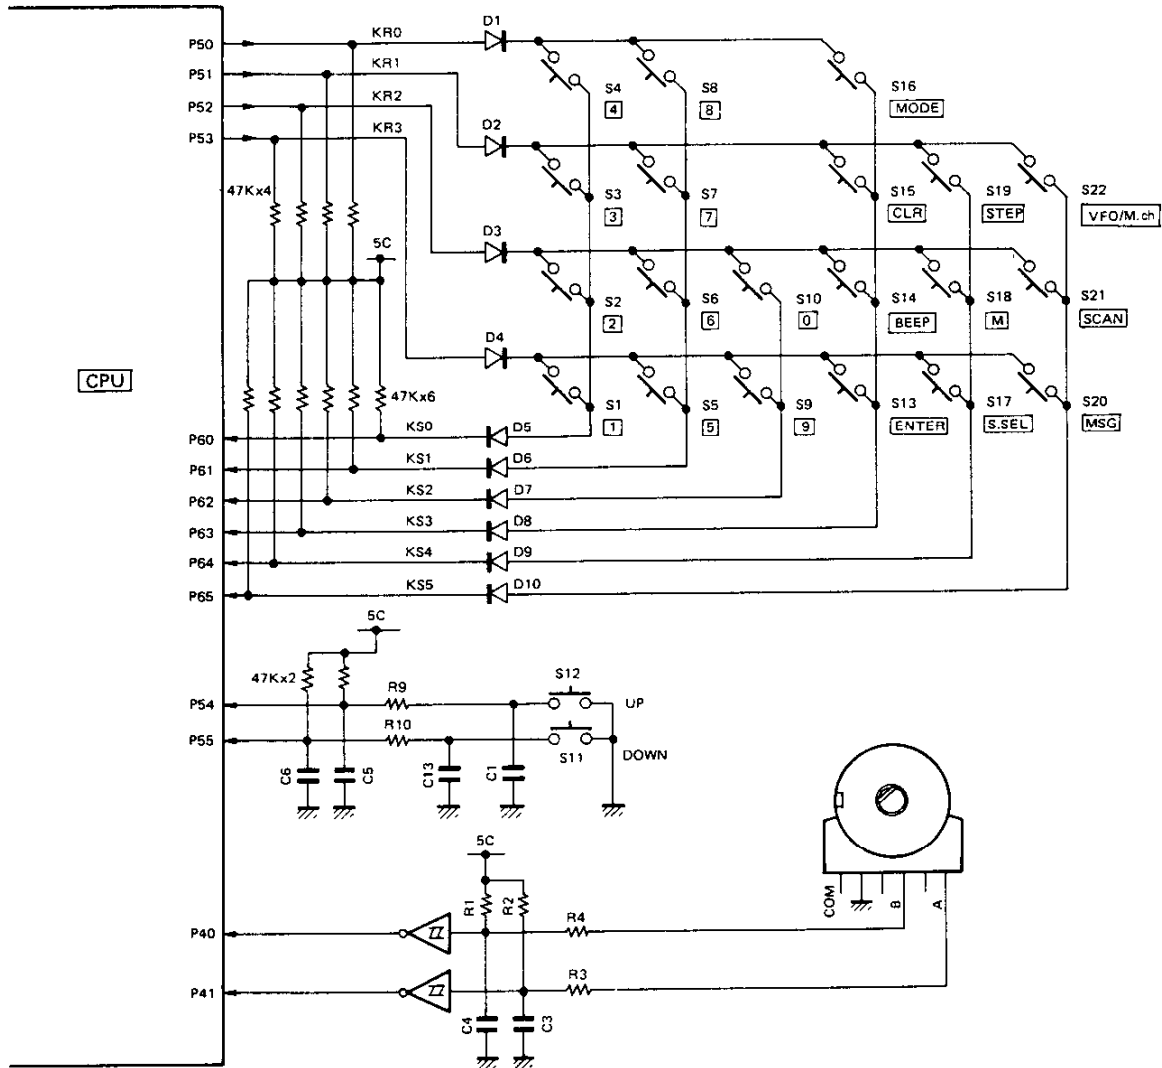 P50 KR0 D1
P51 KR1
P52 KR2
P53 KR3
S4 4
S8 8
S16 MODE
D2
47Kx4
S3 3
S7 7
S15 CLR
S19 STEP
S22 VFO/M.ch
5C
D3
S2 2
S6 6
S10 0
S14 BEEP
S18 M
S21 SCAN
D4
CPU
47Kx6
S1 1
S5 5
S9 9
S13 ENTER
S17 S.SEL
S20 MSG
P60 KS0 D5
P61 KS1 D6
P62 KS2 D7
P63 KS3 D8
P64 KS4 D9
P65 KS5 D10
5C
47Kx2
P54 R9 S12 UP
P55 R10 S11 DOWN
C6 C5 C13 C1
5C
R1 R2
COM B A
P40 R4
P41 R3
C4 C3